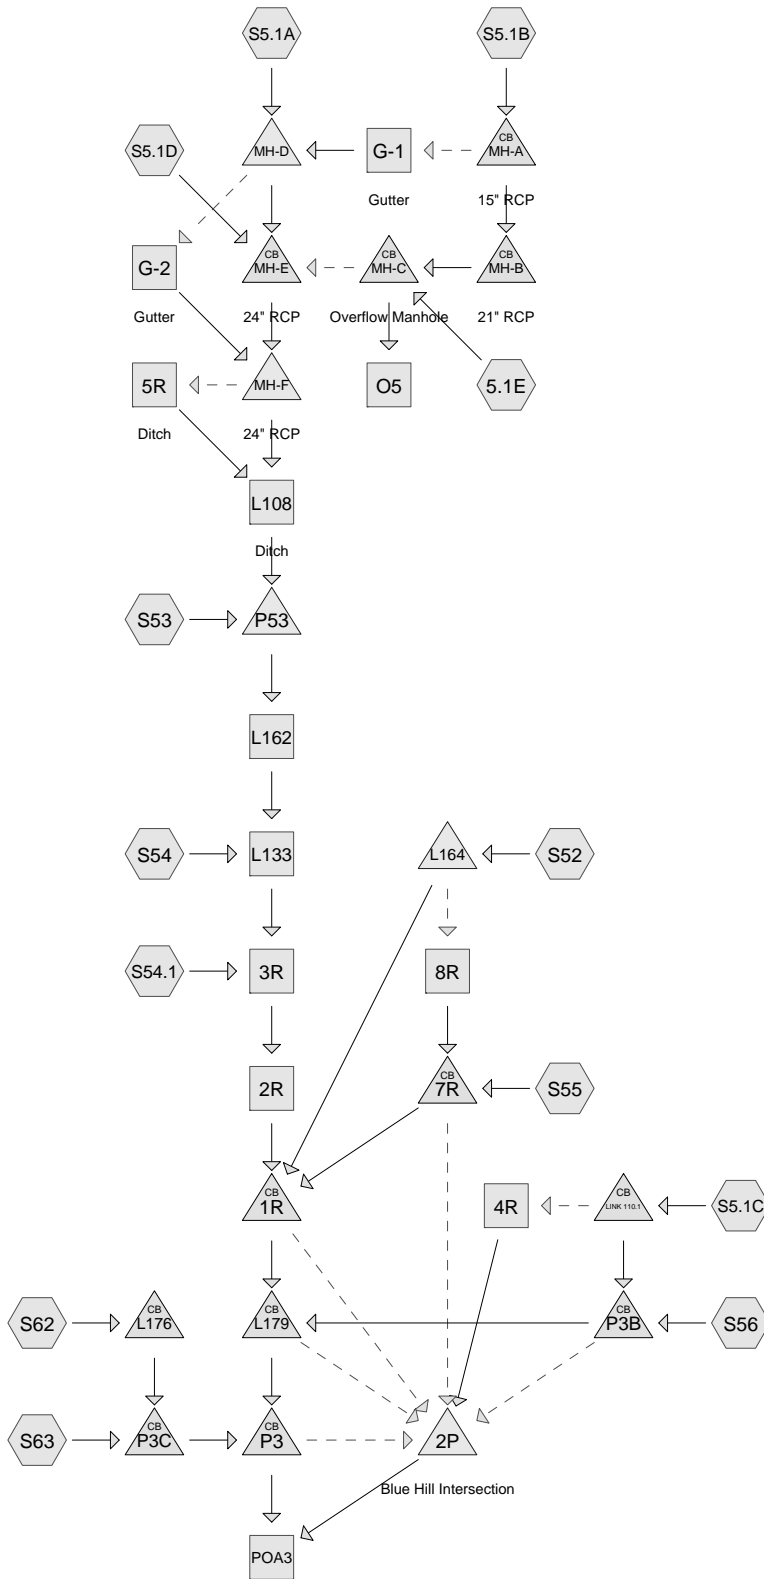 S5.1A
S5.1B
S5.1D
MH-D
G-1
CB
MH-A
Gutter
15" RCP
G-2
CB
MH-E
CB
MH-C
CB
MH-B
Gutter
24" RCP
Overflow Manhole
21" RCP
5R
MH-F
O5
5.1E
Ditch
24" RCP
L108
Ditch
S53
P53
L162
S54
L133
L164
S52
S54.1
3R
8R
2R
CB
7R
S55
CB
1R
4R
CB
LINK 110.1
S5.1C
S62
CB
L176
CB
L179
CB
P3B
S56
S63
CB
P3C
CB
P3
2P
Blue Hill Intersection
POA3